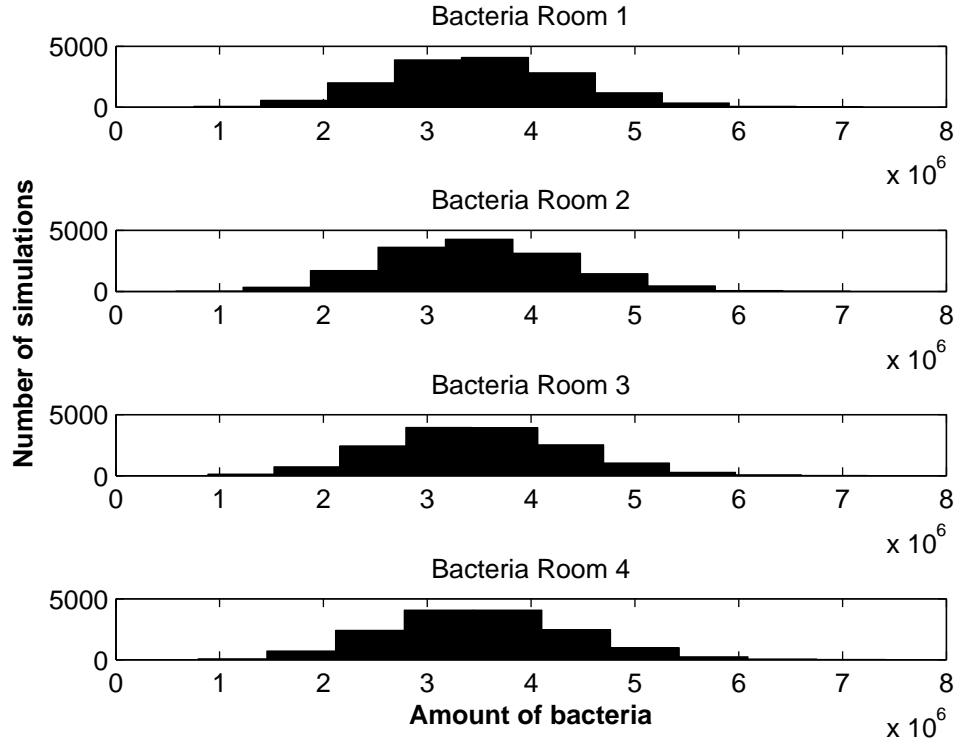 Bacteria Room 1
5000
0
0 1 2 3 4 5 6 7 8
x 10^6
Bacteria Room 2
5000
0
0 1 2 3 4 5 6 7 8
x 10^6
Bacteria Room 3
5000
0
0 1 2 3 4 5 6 7 8
x 10^6
Bacteria Room 4
5000
0
0 1 2 3 4 5 6 7 8
x 10^6
Number of simulations
Amount of bacteria